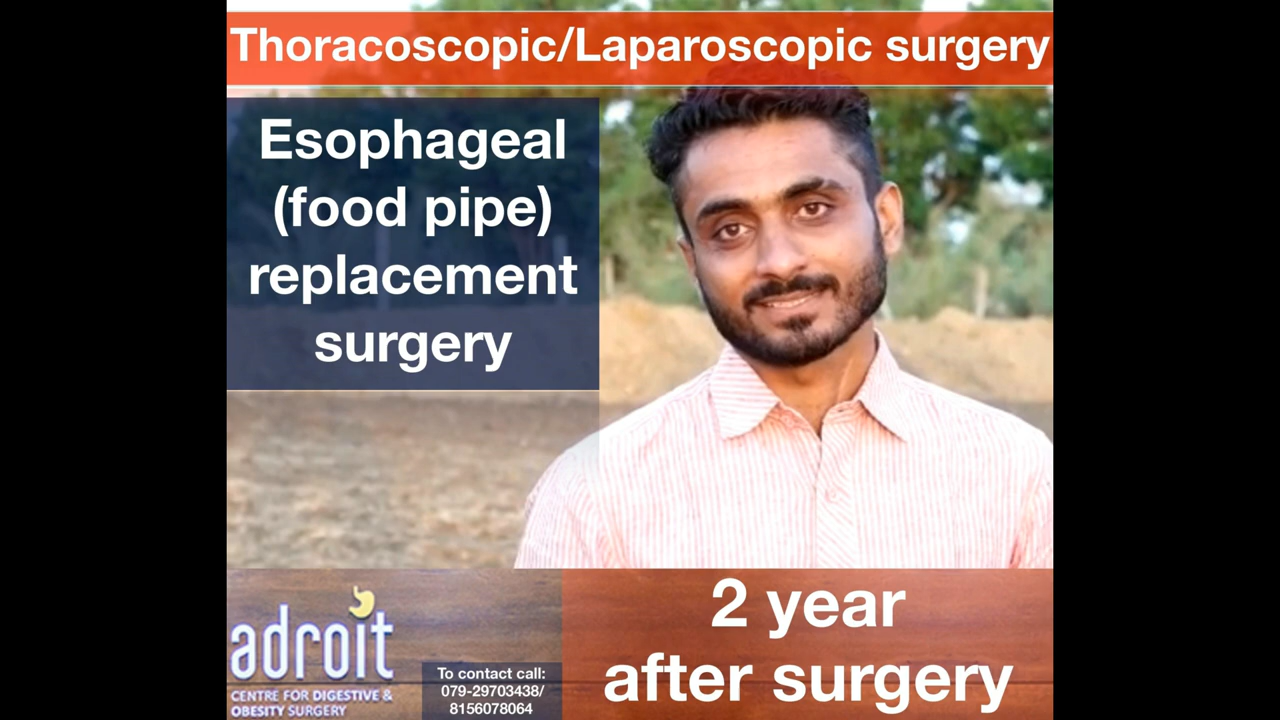 Thoracoscopic/Laparoscopic surgery
Esophageal
(food pipe)
replacement
surgery
adroit
CENTRE FOR DIGESTIVE &
OBESITY SURGERY
To contact call:
079-29703438/
8156078064
2 year
after surgery